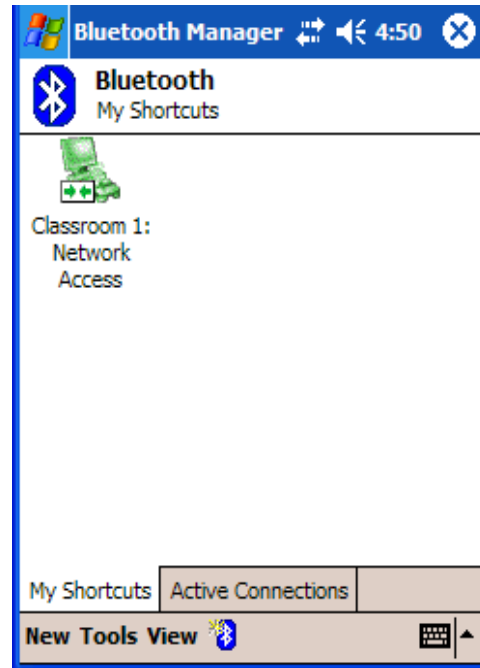 Bluetooth Manager 4:50
Bluetooth
My Shortcuts
Classroom 1:
Network
Access
My Shortcuts Active Connections
New Tools View